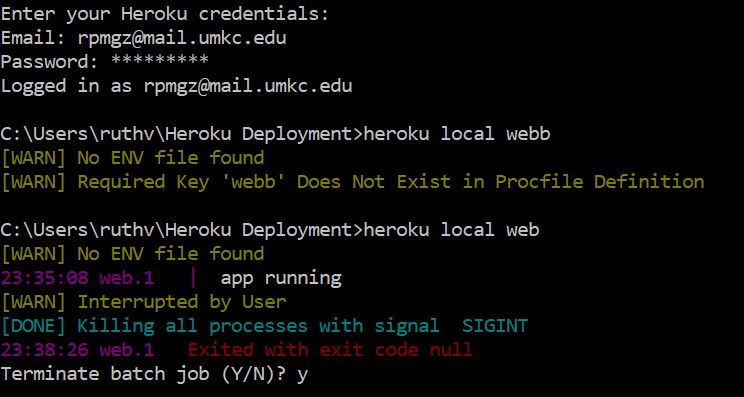 Enter your Heroku credentials:
Email: rpmgz@mail.umkc.edu
Password: *********
Logged in as rpmgz@mail.umkc.edu
C:\Users\ruthv\Heroku Deployment>heroku local webb
[WARN] No ENV file found
[WARN] Required Key 'webb' Does Not Exist in Procfile Definition
C:\Users\ruthv\Heroku Deployment>heroku local web
[WARN] No ENV file found
23:35:08 web.1   |  app running
[WARN] Interrupted by User
[DONE] Killing all processes with signal  SIGINT
23:38:26 web.1   Exited with exit code null
Terminate batch job (Y/N)? y